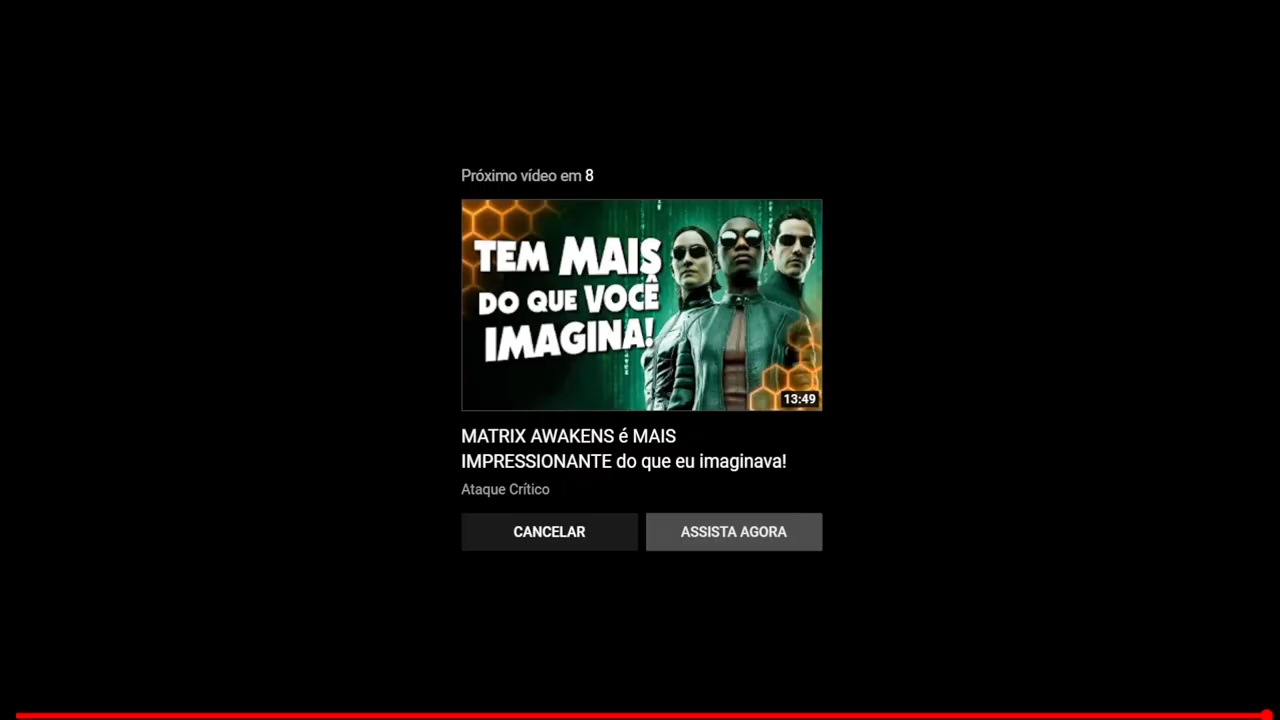 Próximo vídeo em 8
TEM MAIS
DO QUE VOCÊ
IMAGINA!
13:49
MATRIX AWAKENS é MAIS
IMPRESSIONANTE do que eu imaginava!
Ataque Crítico
CANCELAR
ASSISTA AGORA